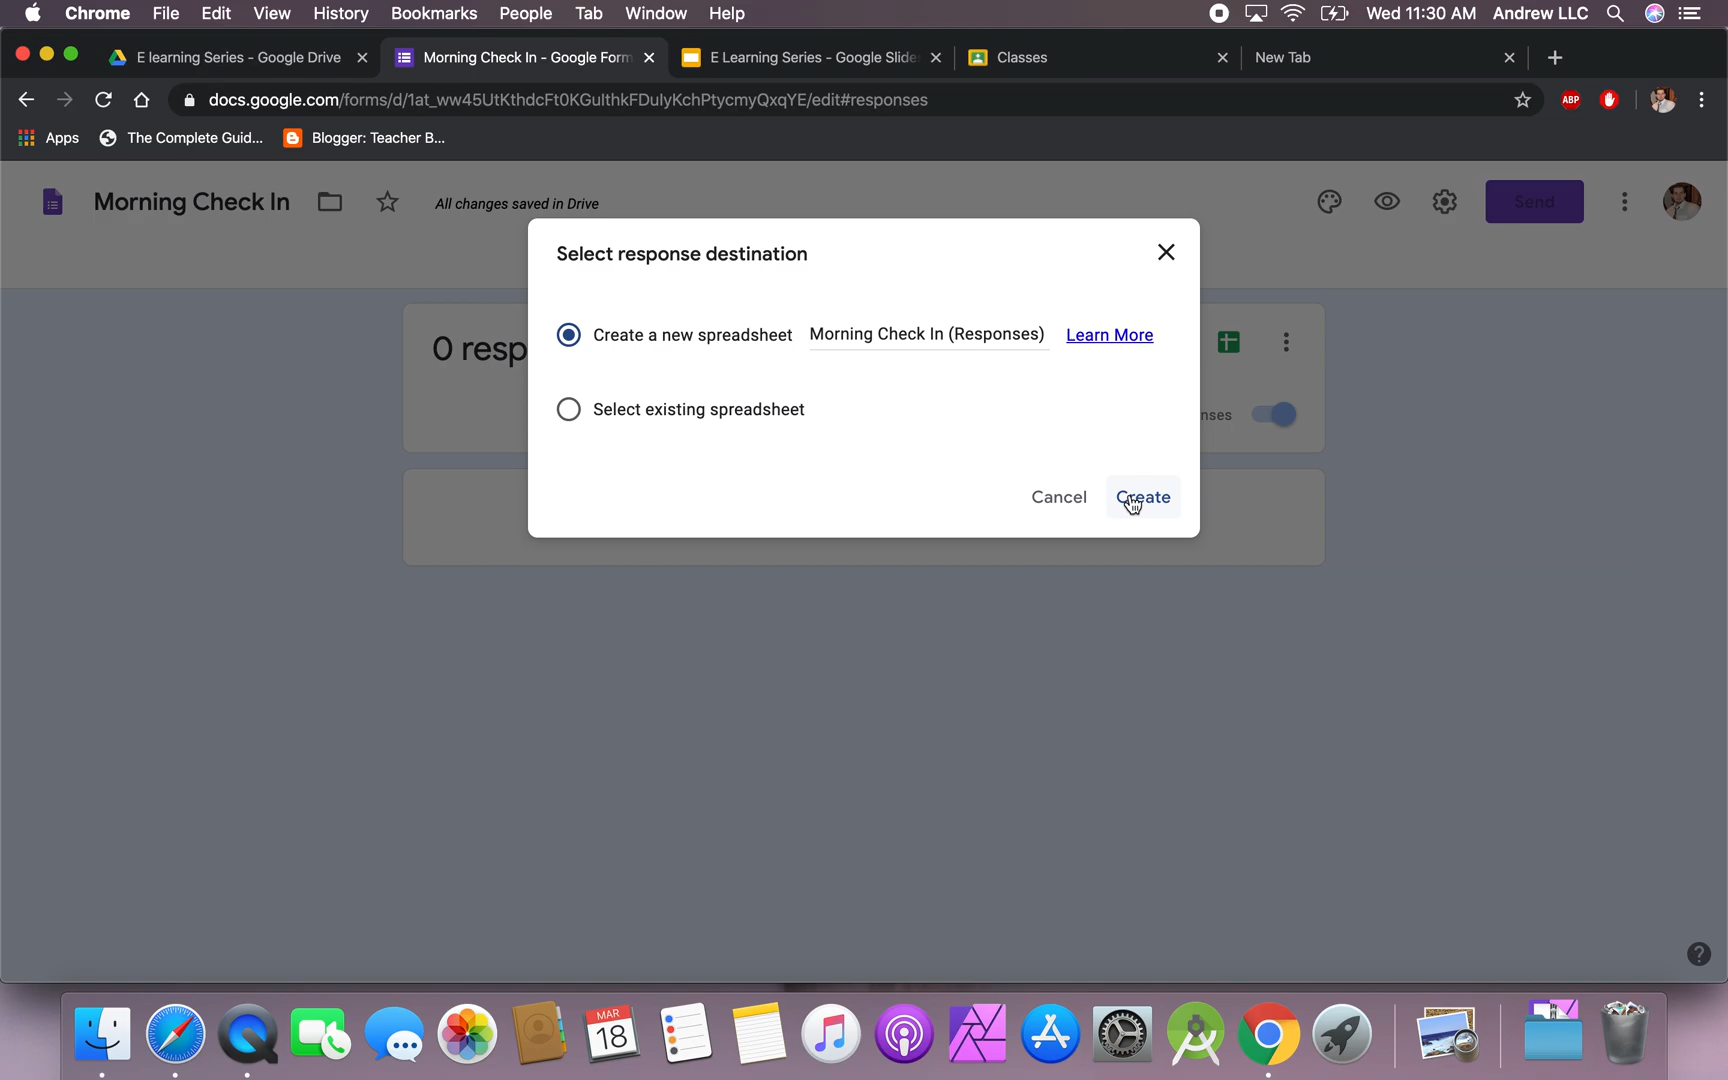 Chrome File Edit View History Bookmarks People Tab Window Help Wed 11:30 AM Andrew LLC
E learning Series - Google Drive Morning Check In - Google Form E Learning Series - Google Slide Classes New Tab
docs.google.com/forms/d/1at_ww45UtKthdcFt0KGulthkFDulyKchPtycmyQxqYE/edit#responses ABP
Apps The Complete Guid... Blogger: Teacher B...
Morning Check In All changes saved in Drive Send
Select response destination
Create a new spreadsheet Morning Check In (Responses) Learn More
0 resp
Select existing spreadsheet
nses
Cancel Create
MAR
18